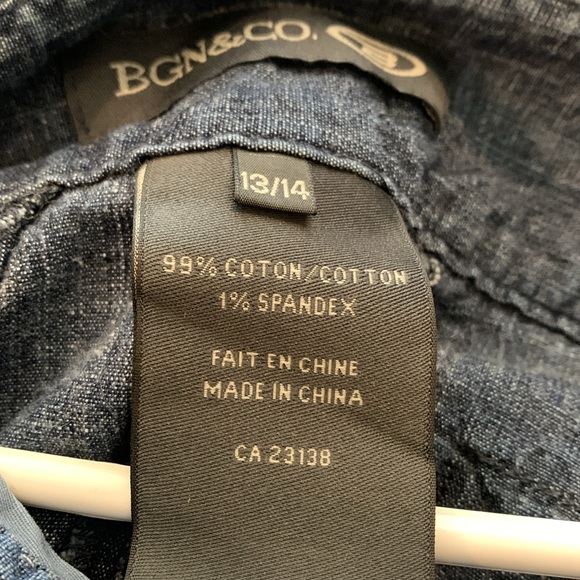 BGN&CO.
13/14
99% COTON/COTTON
1% SPANDEX
FAIT EN CHINE
MADE IN CHINA
CA 23138